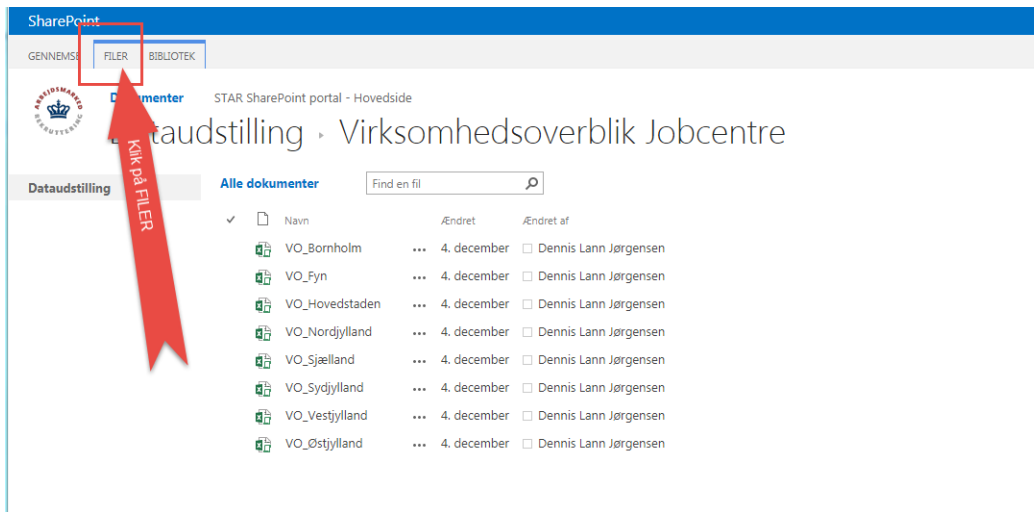 SharePoint
GENNEMSE FILER BIBLIOTEK
ARBEJDSMARKED
REKRUTTERING
Dokumenter STAR SharePoint portal - Hovedside
Dataudstilling ▸ Virksomhedsoverblik Jobcentre
Klik på FILER
Dataudstilling
Alle dokumenter Find en fil
Navn Ændret Ændret af
VO_Bornholm ... 4. december Dennis Lann Jørgensen
VO_Fyn ... 4. december Dennis Lann Jørgensen
VO_Hovedstaden ... 4. december Dennis Lann Jørgensen
VO_Nordjylland ... 4. december Dennis Lann Jørgensen
VO_Sjælland ... 4. december Dennis Lann Jørgensen
VO_Sydjylland ... 4. december Dennis Lann Jørgensen
VO_Vestjylland ... 4. december Dennis Lann Jørgensen
VO_Østjylland ... 4. december Dennis Lann Jørgensen